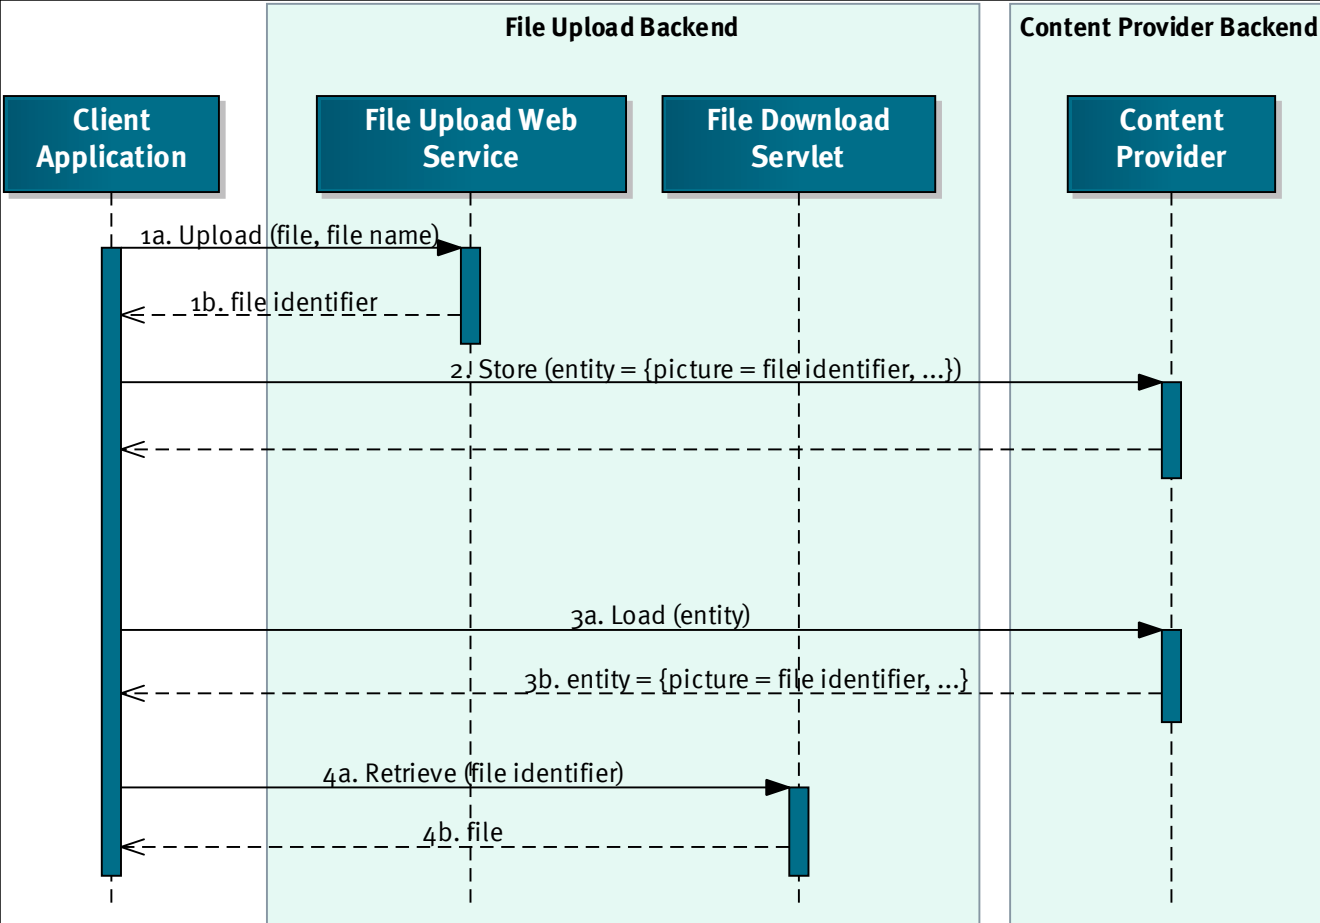 File Upload Backend
Content Provider Backend
Client
Application
File Upload Web
Service
File Download
Servlet
Content
Provider
1a. Upload (file, file name)
1b. file identifier
2. Store (entity = {picture = file identifier, ...})
3a. Load (entity)
3b. entity = {picture = file identifier, ...}
4a. Retrieve (file identifier)
4b. file